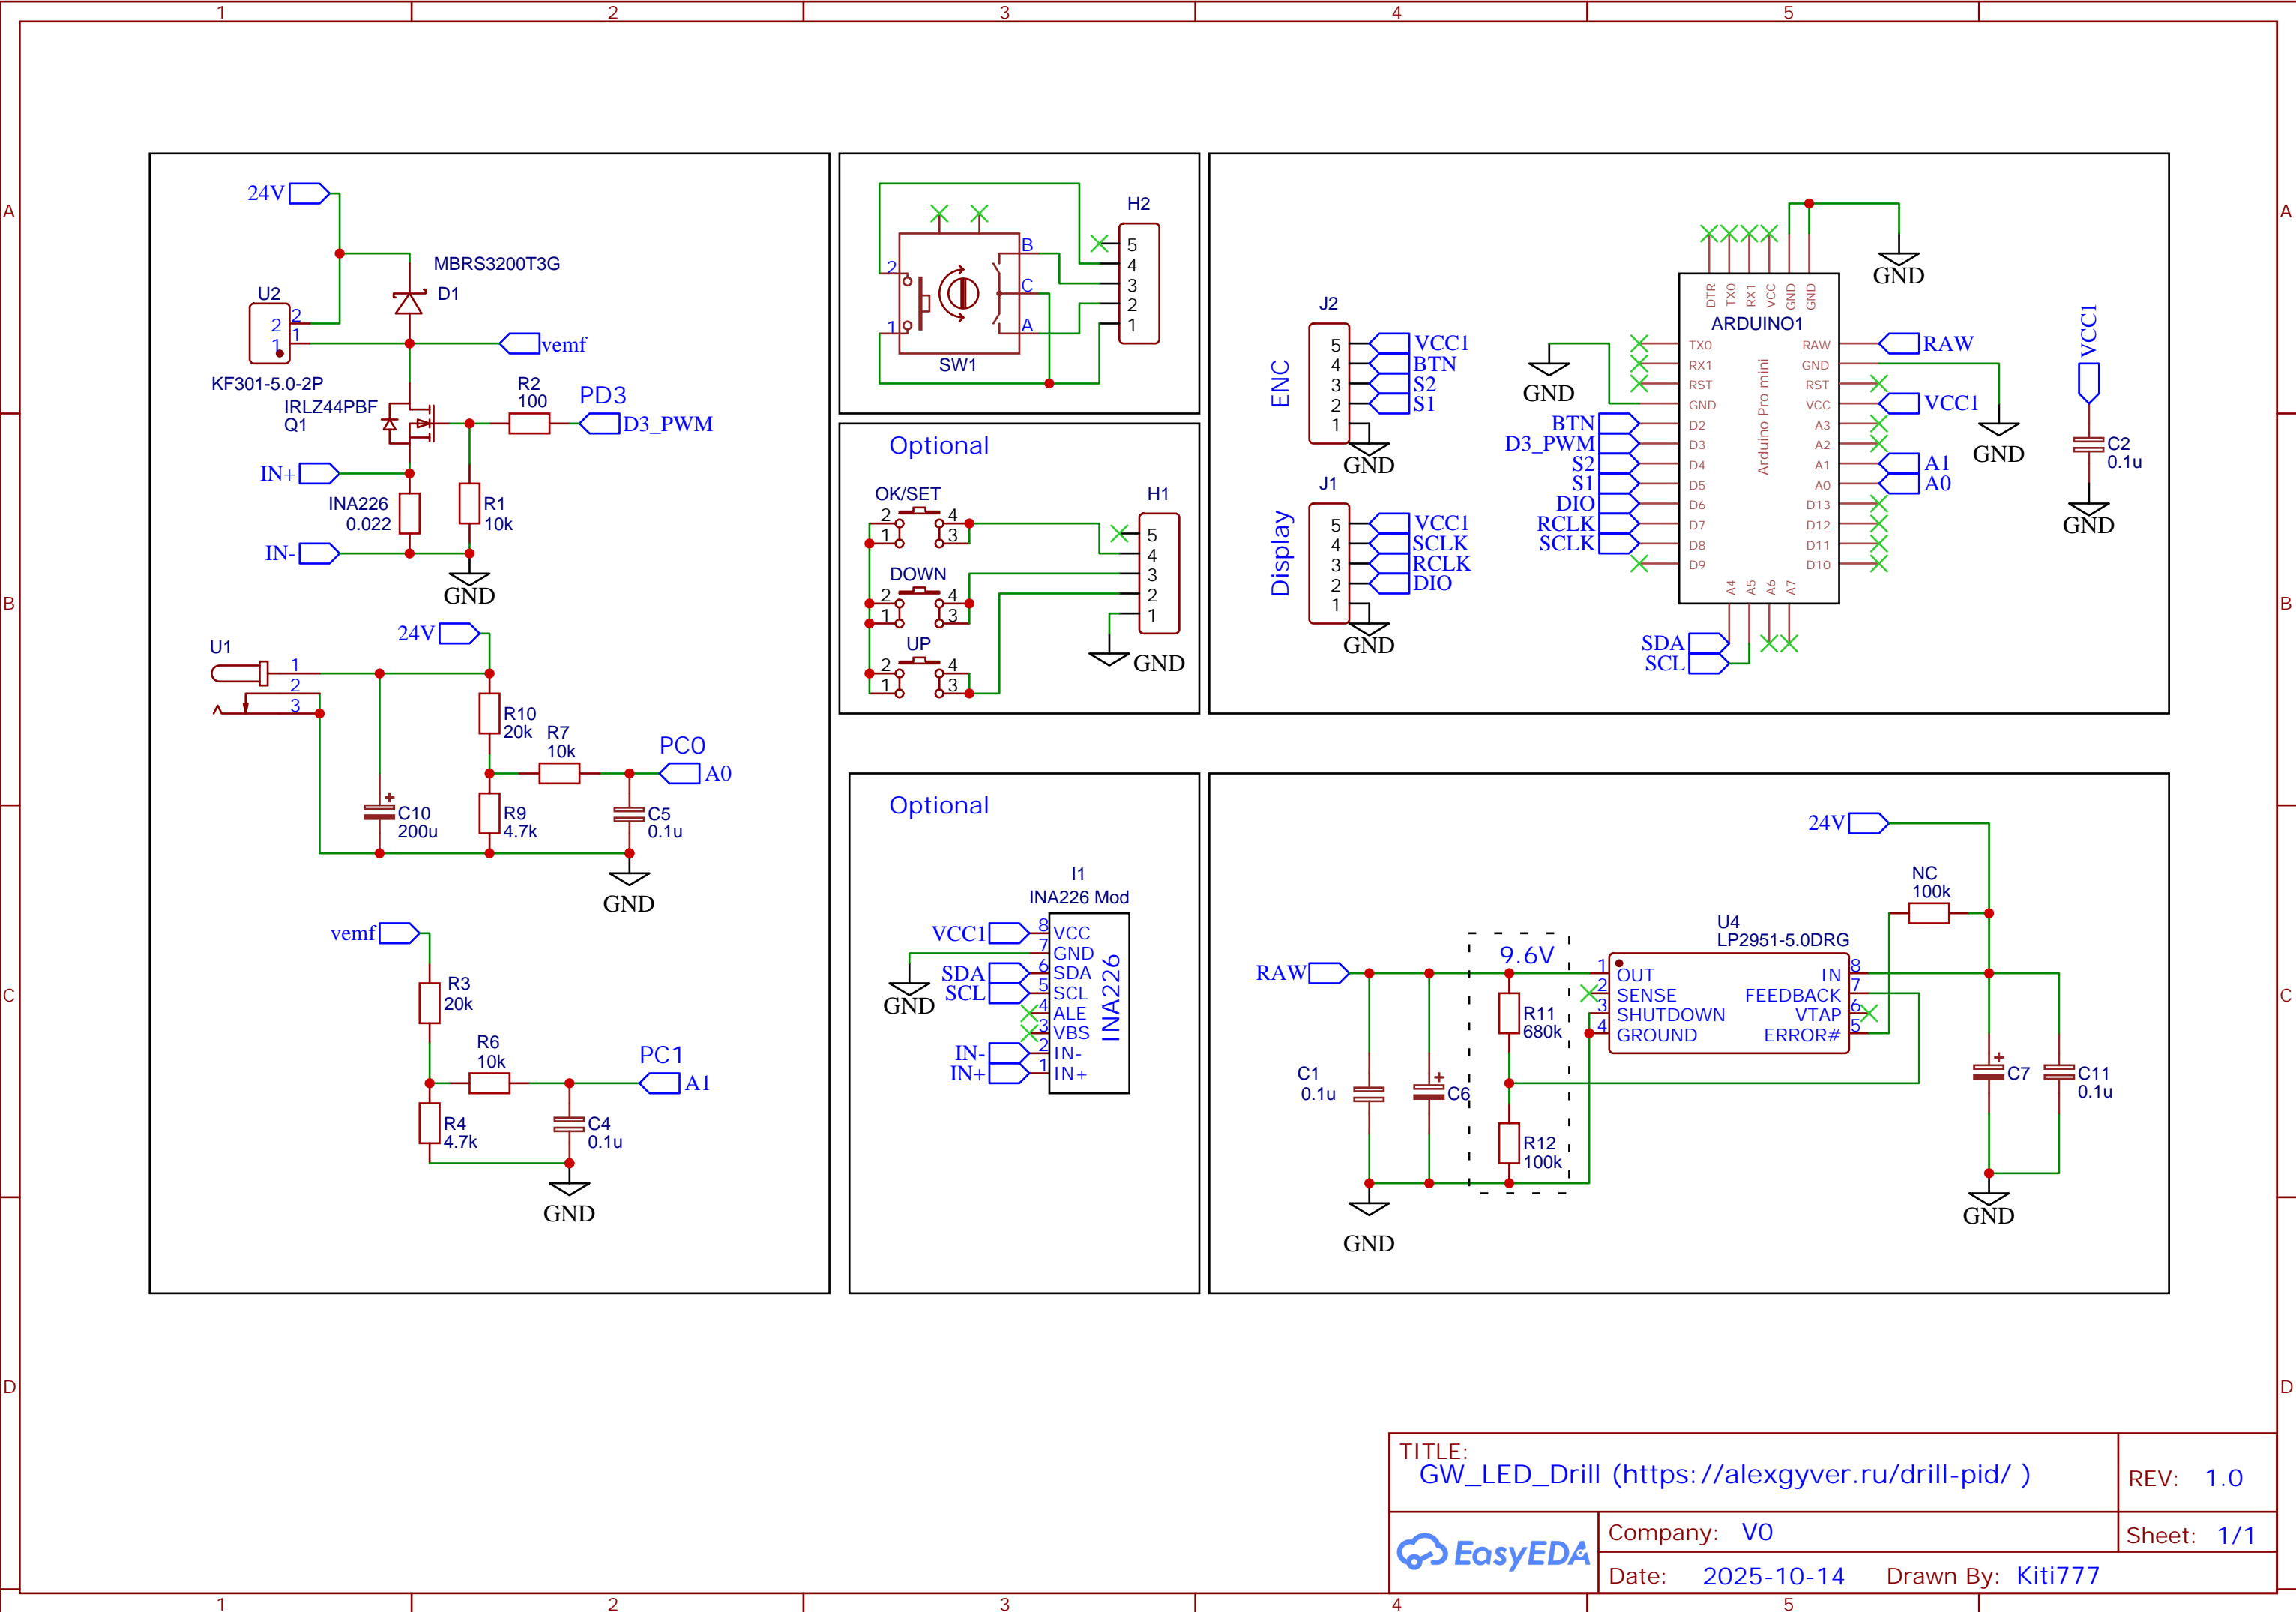 1 2 3 4 5
A A
B B
C C
D D
1 2 3 4 5
24V
MBRS3200T3G
D1
U2
2 2
1 1
vemf
KF301-5.0-2P
IRLZ44PBF
Q1
R2
100
PD3
D3_PWM
IN+
INA226
0.022
R1
10k
IN-
GND
24V
U1
1
2
3
R10
20k
R7
10k
PC0
A0
C10
200u
R9
4.7k
C5
0.1u
GND
vemf
R3
20k
R6
10k
PC1
A1
R4
4.7k
C4
0.1u
GND
H2
5
4
3
2
1
2
1
B
C
A
SW1
Optional
OK/SET
2 4
1 3
DOWN
2 4
1 3
UP
2 4
1 3
H1
5
4
3
2
1
GND
Optional
I1
INA226 Mod
VCC1 8 VCC
7 GND
SDA 6 SDA
SCL 5 SCL
4 ALE
3 VBS
IN- 2 IN-
IN+ 1 IN+
INA226
GND
J2
ENC
5 VCC1
4 BTN
3 S2
2 S1
1
GND
J1
Display
5 VCC1
4 SCLK
3 RCLK
2 DIO
1
GND
GND
DTR
TX0
RX1
VCC
GND
GND
ARDUINO1
Arduino Pro mini
TX0
RX1
RST
GND
BTN D2
D3_PWM D3
S2 D4
S1 D5
DIO D6
RCLK D7
SCLK D8
D9
GND
RAW RAW
GND
RST
VCC VCC1
A3
A2
A1 A1
A0 A0
D13
D12
D11
D10
GND
A4
A5
A6
A7
SDA
SCL
VCC1
C2
0.1u
GND
24V
NC
100k
U4
LP2951-5.0DRG
RAW
9.6V
1 OUT
2 SENSE
3 SHUTDOWN
4 GROUND
IN 8
FEEDBACK 7
VTAP 6
ERROR# 5
R11
680k
C1
0.1u
C6
R12
100k
GND
C7
C11
0.1u
GND
TITLE:
GW_LED_Drill (https://alexgyver.ru/drill-pid/ )
REV: 1.0
EasyEDA
Company: V0
Sheet: 1/1
Date: 2025-10-14 Drawn By: Kiti777